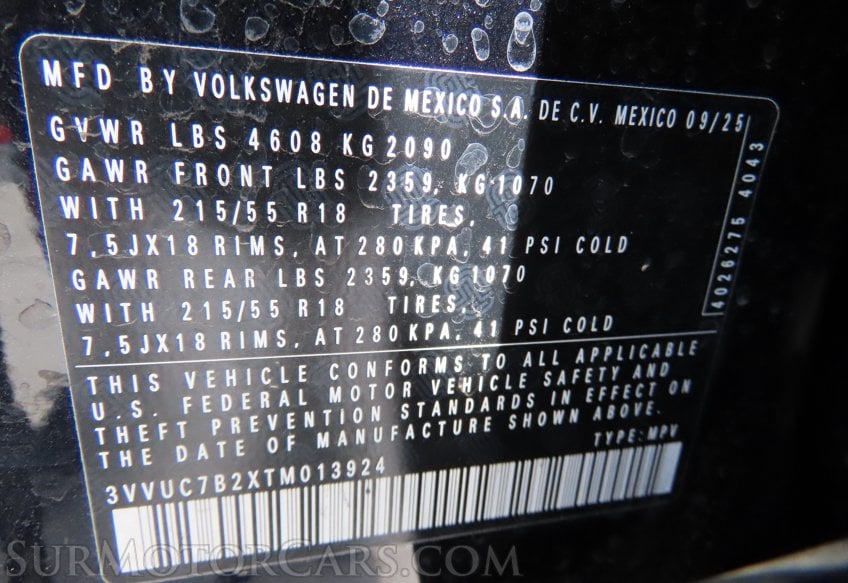 MFD BY VOLKSWAGEN DE MEXICO S.A. DE C.V. MEXICO 09/25
GVWR LBS 4608 KG 2090
GAWR FRONT LBS 2359, KG 1070
WITH 215/55 R18 TIRES,
7,5JX18 RIMS, AT 280 KPA, 41 PSI COLD
GAWR REAR LBS 2359, KG 1070
WITH 215/55 R18 TIRES,
7,5JX18 RIMS, AT 280 KPA, 41 PSI COLD
4026275 4043
THIS VEHICLE CONFORMS TO ALL APPLICABLE
U.S. FEDERAL MOTOR VEHICLE SAFETY AND
THEFT PREVENTION STANDARDS IN EFFECT ON
THE DATE OF MANUFACTURE SHOWN ABOVE.
TYPE:MPV
3VVUC7B2XTM013924
SURMOTORCARS.COM